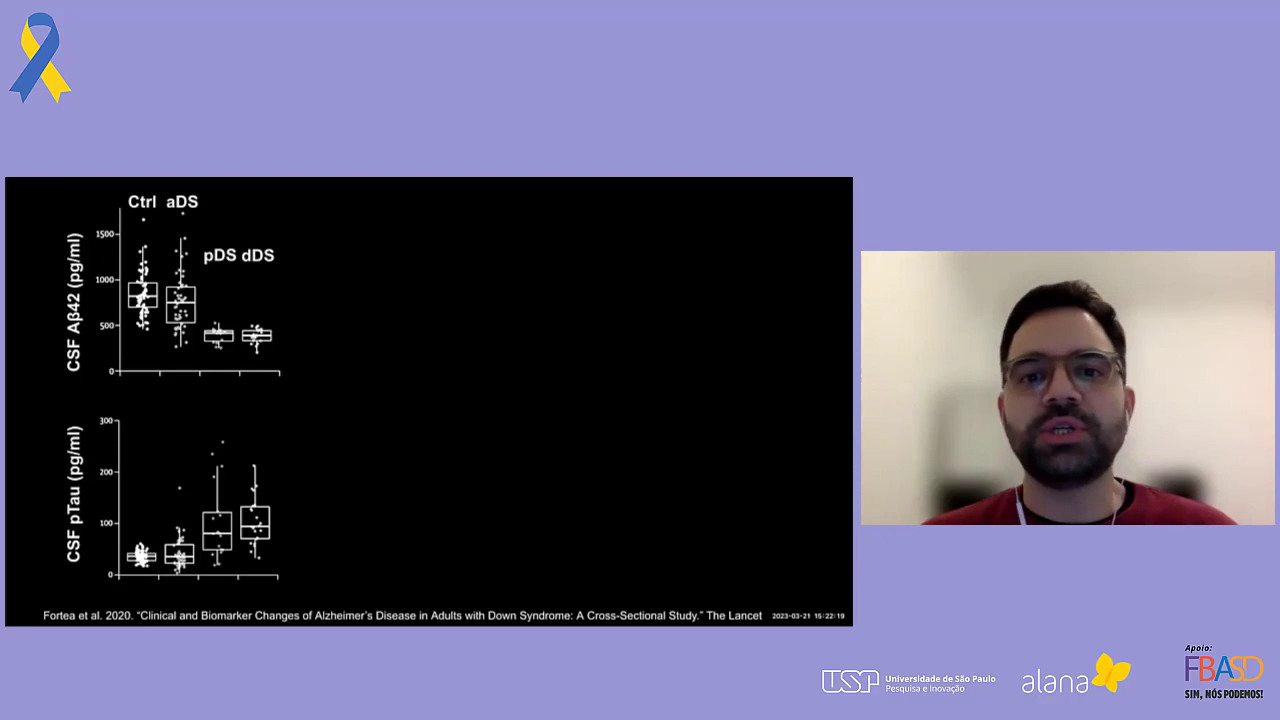 Ctrl aDS
pDS dDS
CSF Aβ42 (pg/ml)
1500
1000
500
0
CSF pTau (pg/ml)
300
200
100
0
Fortea et al. 2020. “Clinical and Biomarker Changes of Alzheimer’s Disease in Adults with Down Syndrome: A Cross-Sectional Study.” The Lancet
2023-03-21 15:22:19
USP Universidade de São Paulo
Pesquisa e Inovação
alana
Apoio:
FBASD
SIM, NÓS PODEMOS!